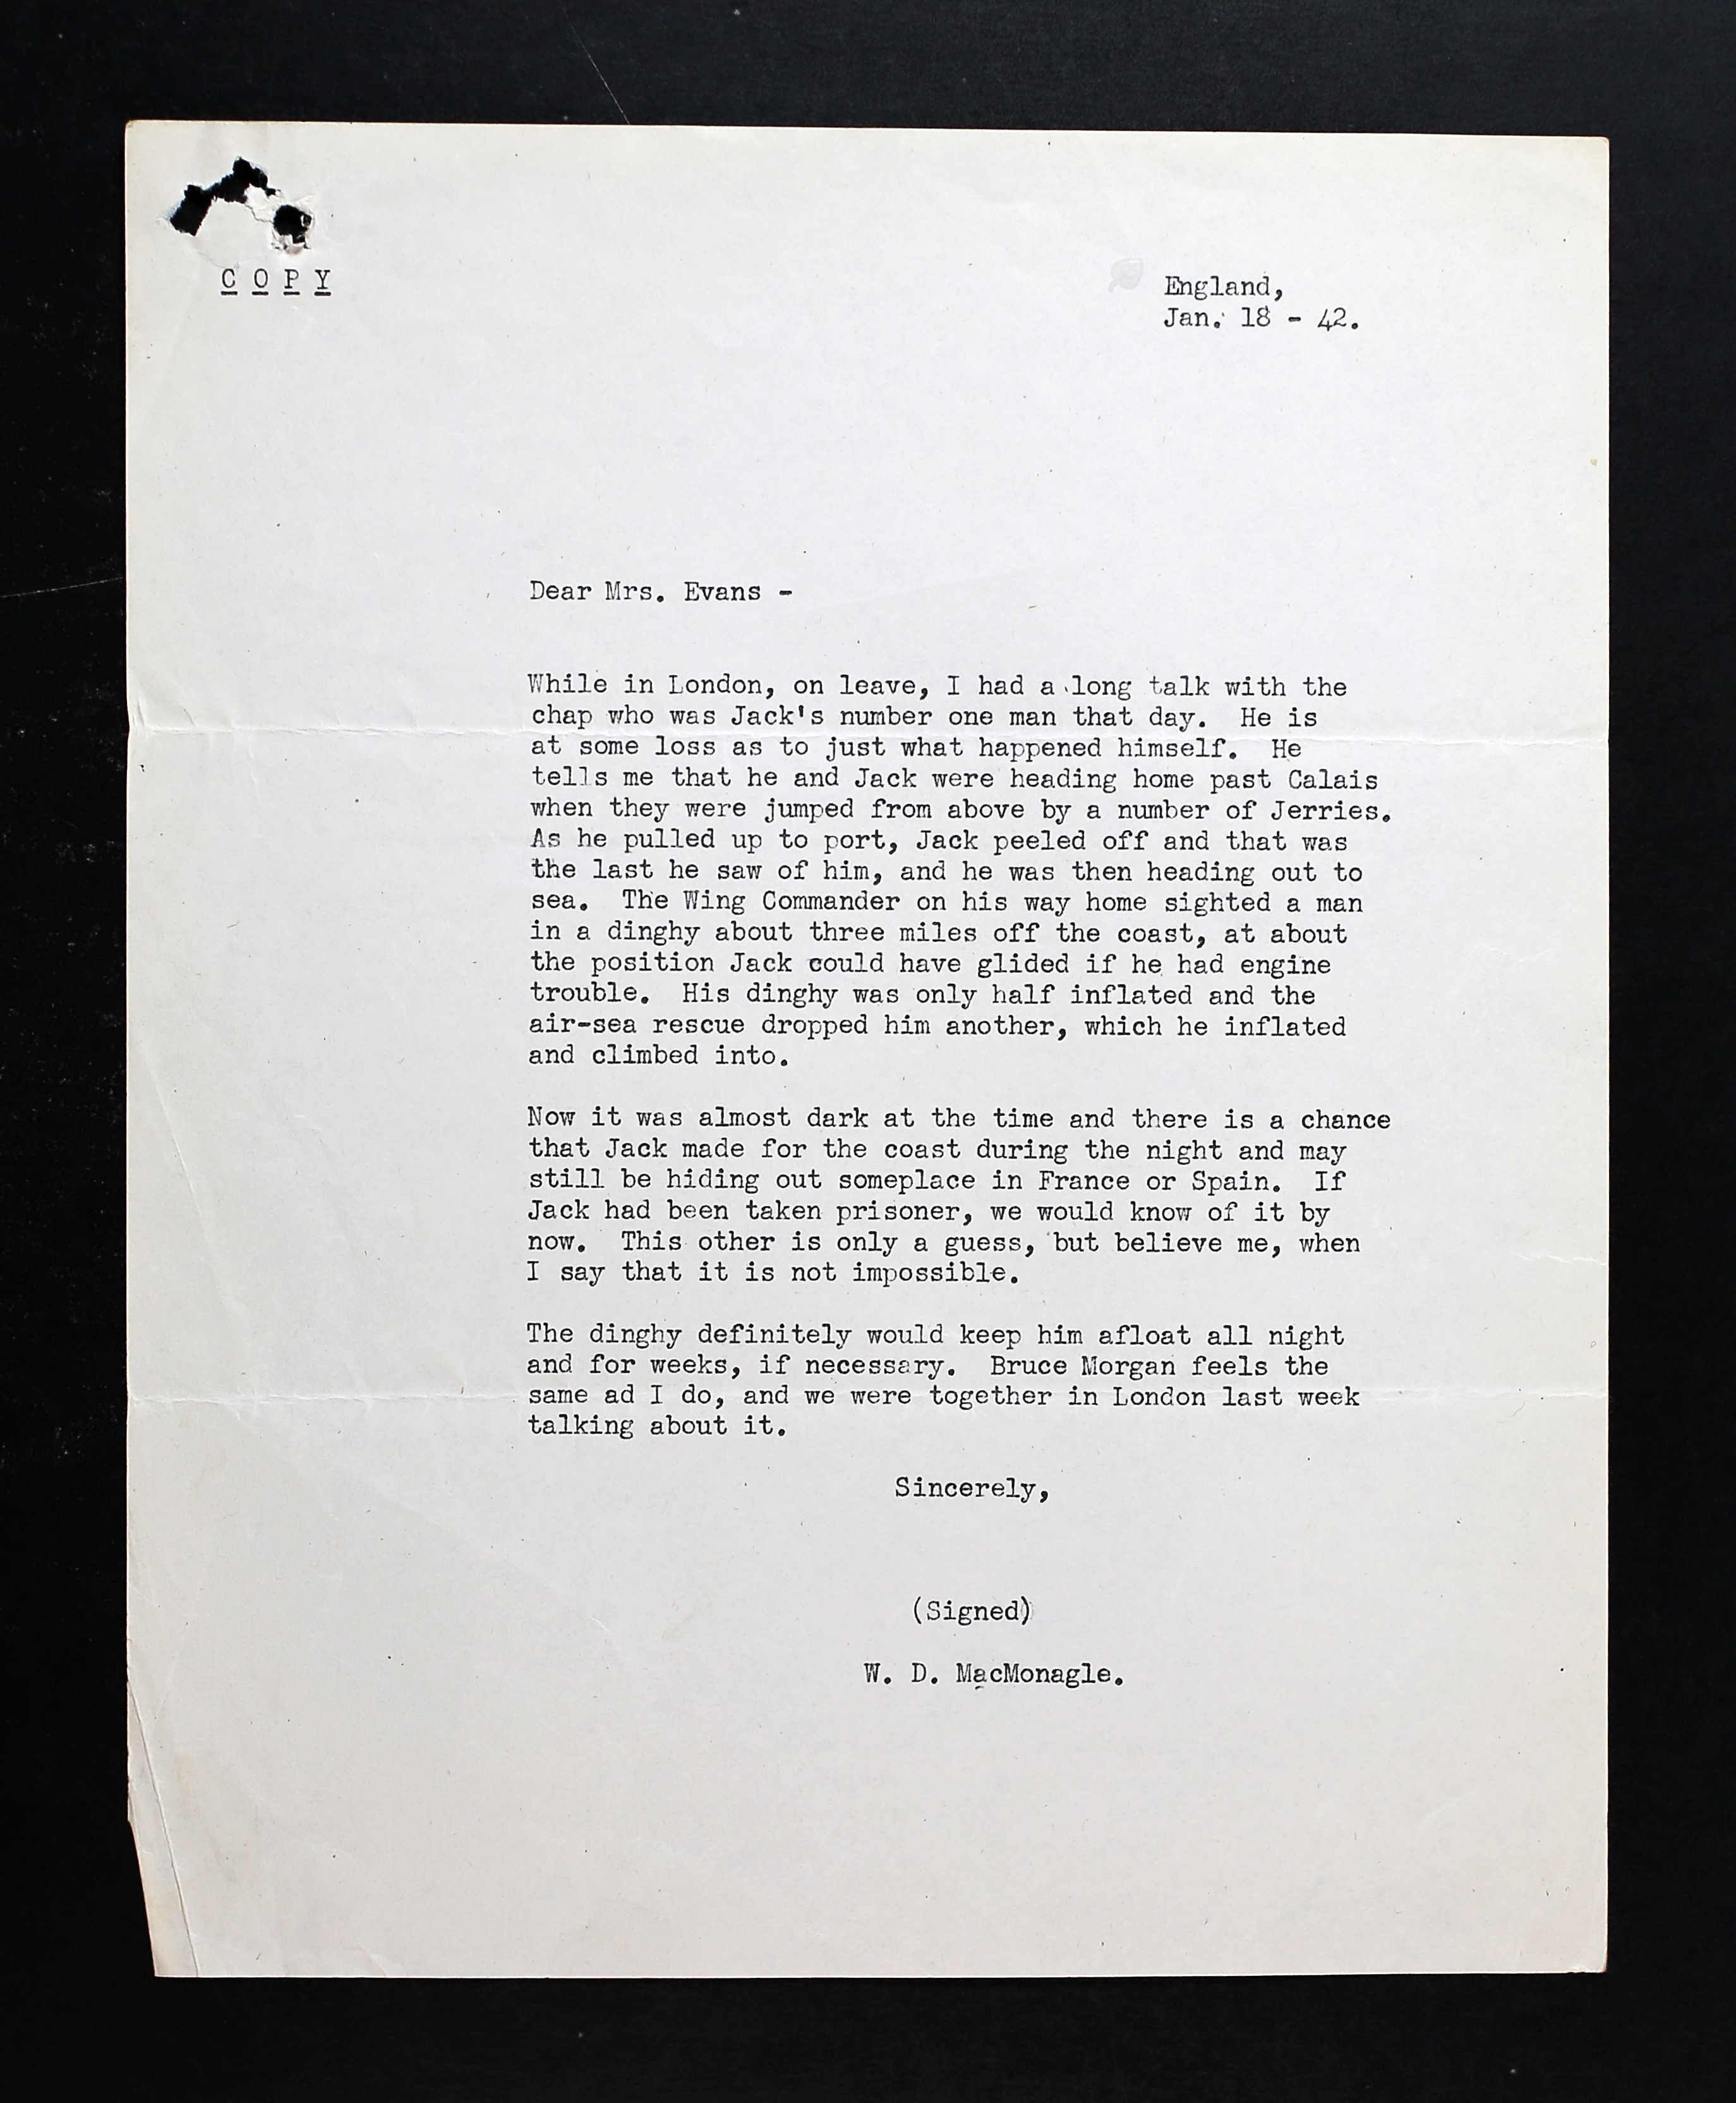 C O P Y
England,
Jan. 18 - 42.
Dear Mrs. Evans -
While in London, on leave, I had a long talk with the
chap who was Jack's number one man that day. He is
at some loss as to just what happened himself. He
tells me that he and Jack were heading home past Calais
when they were jumped from above by a number of Jerries.
As he pulled up to port, Jack peeled off and that was
the last he saw of him, and he was then heading out to
sea. The Wing Commander on his way home sighted a man
in a dinghy about three miles off the coast, at about
the position Jack could have glided if he had engine
trouble. His dinghy was only half inflated and the
air-sea rescue dropped him another, which he inflated
and climbed into.
Now it was almost dark at the time and there is a chance
that Jack made for the coast during the night and may
still be hiding out someplace in France or Spain. If
Jack had been taken prisoner, we would know of it by
now. This other is only a guess, but believe me, when
I say that it is not impossible.
The dinghy definitely would keep him afloat all night
and for weeks, if necessary. Bruce Morgan feels the
same ad I do, and we were together in London last week
talking about it.
Sincerely,
(Signed)
W. D. MacMonagle.